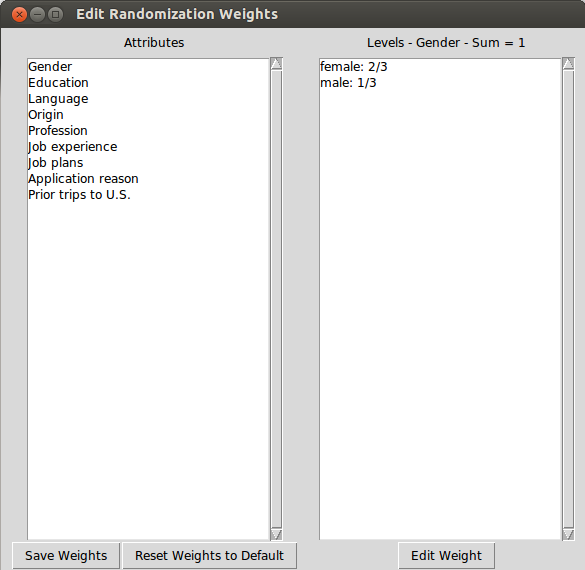 Edit Randomization Weights
Attributes
Gender
Education
Language
Origin
Profession
Job experience
Job plans
Application reason
Prior trips to U.S.
Levels - Gender - Sum = 1
female: 2/3
male: 1/3
Save Weights
Reset Weights to Default
Edit Weight